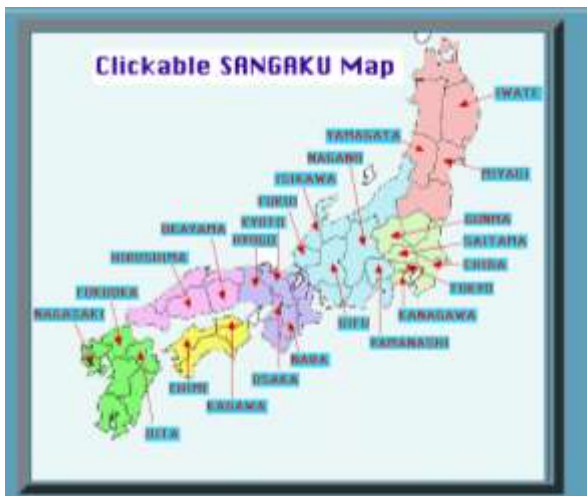 Clickable SANGAKU Map
IWATE
YAMAGATA
NAGANO
MIYAGI
ISIKAWA
FUKUI
GUNMA
KYOTO
OKAYAMA
HYOGO
SAITAMA
HIROSHIMA
CHIBA
TOKYO
FUKUOKA
NAGASAKI
KANAGAWA
GIFU
YAMANASHI
NARA
OSAKA
EHIME
KAGAWA
OITA